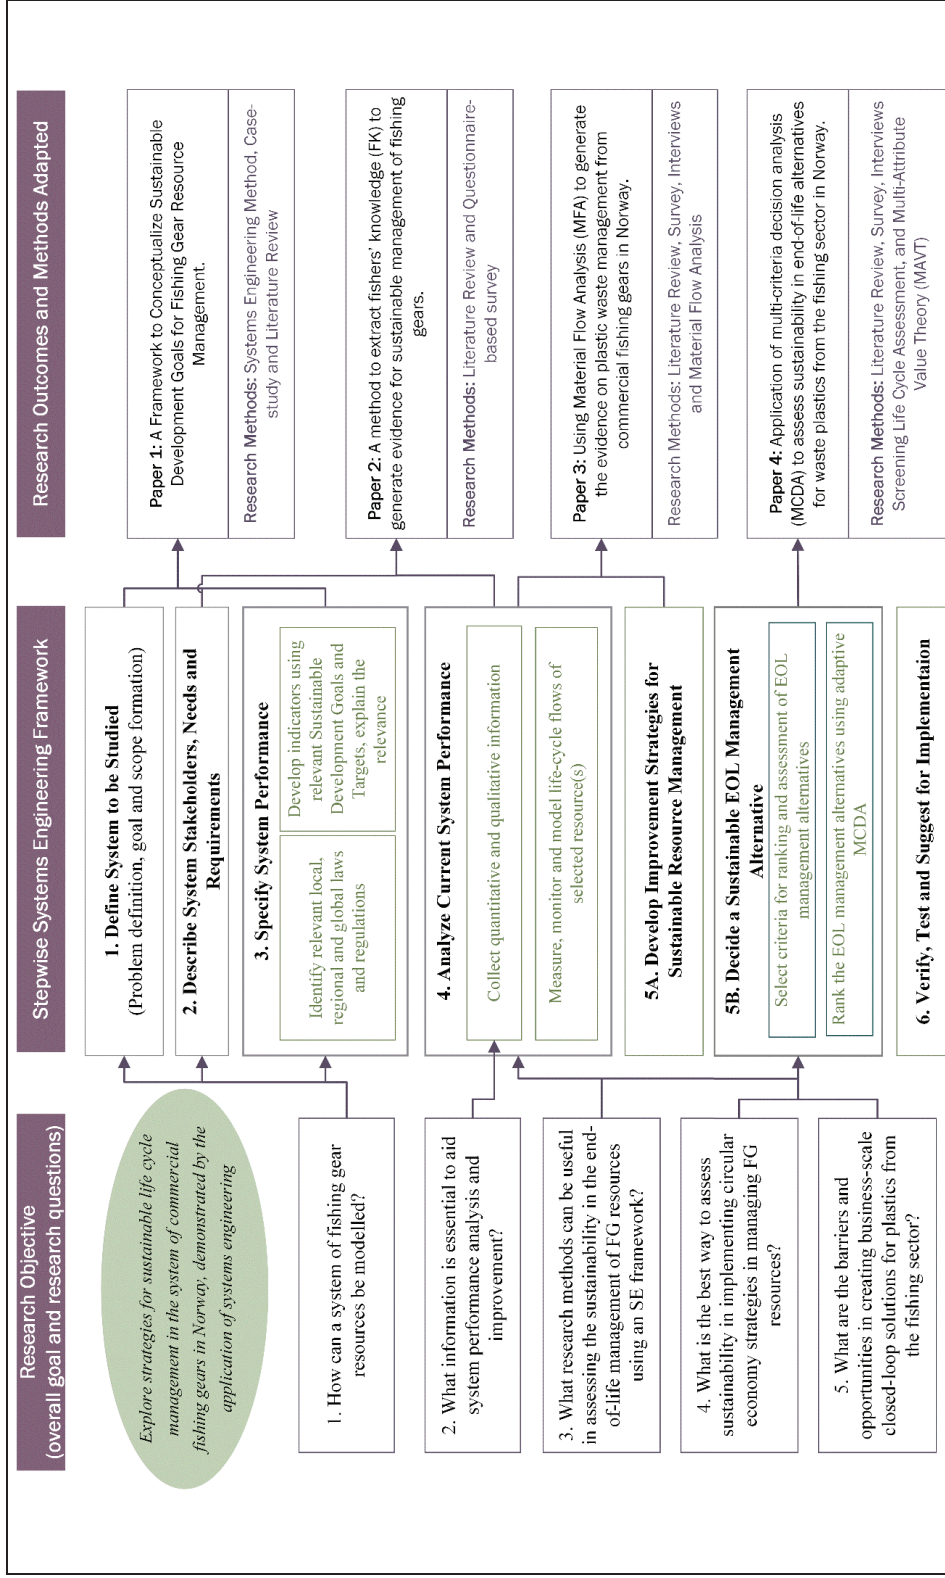 Research Objective
(overall goal and research questions)
Explore strategies for sustainable life cycle
management in the system of commercial
fishing gears in Norway, demonstrated by the
application of systems engineering
1. How can a system of fishing gear
resources be modelled?
2. What information is essential to aid
system performance analysis and
improvement?
3. What research methods can be useful
in assessing the sustainability in the end-
of-life management of FG resources
using an SE framework?
4. What is the best way to assess
sustainability in implementing circular
economy strategies in managing FG
resources?
5. What are the barriers and
opportunities in creating business-scale
closed-loop solutions for plastics from
the fishing sector?
Stepwise Systems Engineering Framework
1. Define System to be Studied
(Problem definition, goal and scope formation)
2. Describe System Stakeholders, Needs and
Requirements
3. Specify System Performance
Identify relevant local,
regional and global laws
and regulations
Develop indicators using
relevant Sustainable
Development Goals and
Targets, explain the
relevance
4. Analyze Current System Performance
Collect quantitative and qualitative information
Measure, monitor and model life-cycle flows of
selected resource(s)
5A. Develop Improvement Strategies for
Sustainable Resource Management
5B. Decide a Sustainable EOL Management
Alternative
Select criteria for ranking and assessment of EOL
management alternatives
Rank the EOL management alternatives using adaptive
MCDA
6. Verify, Test and Suggest for Implementaion
Research Outcomes and Methods Adapted
Paper 1: A Framework to Conceptualize Sustainable
Development Goals for Fishing Gear Resource
Management.
Research Methods: Systems Engineering Method, Case-
study and Literature Review
Paper 2: A method to extract fishers' knowledge (FK) to
generate evidence for sustainable management of fishing
gears.
Research Methods: Literature Review and Questionnaire-
based survey
Paper 3: Using Material Flow Analysis (MFA) to generate
the evidence on plastic waste management from
commercial fishing gears in Norway.
Research Methods: Literature Review, Survey, Interviews
and Material Flow Analysis
Paper 4: Application of multi-criteria decision analysis
(MCDA) to assess sustainability in end-of-life alternatives
for waste plastics from the fishing sector in Norway.
Research Methods: Literature Review, Survey, Interviews
Screening Life Cycle Assessment, and Multi-Attribute
Value Theory (MAVT)